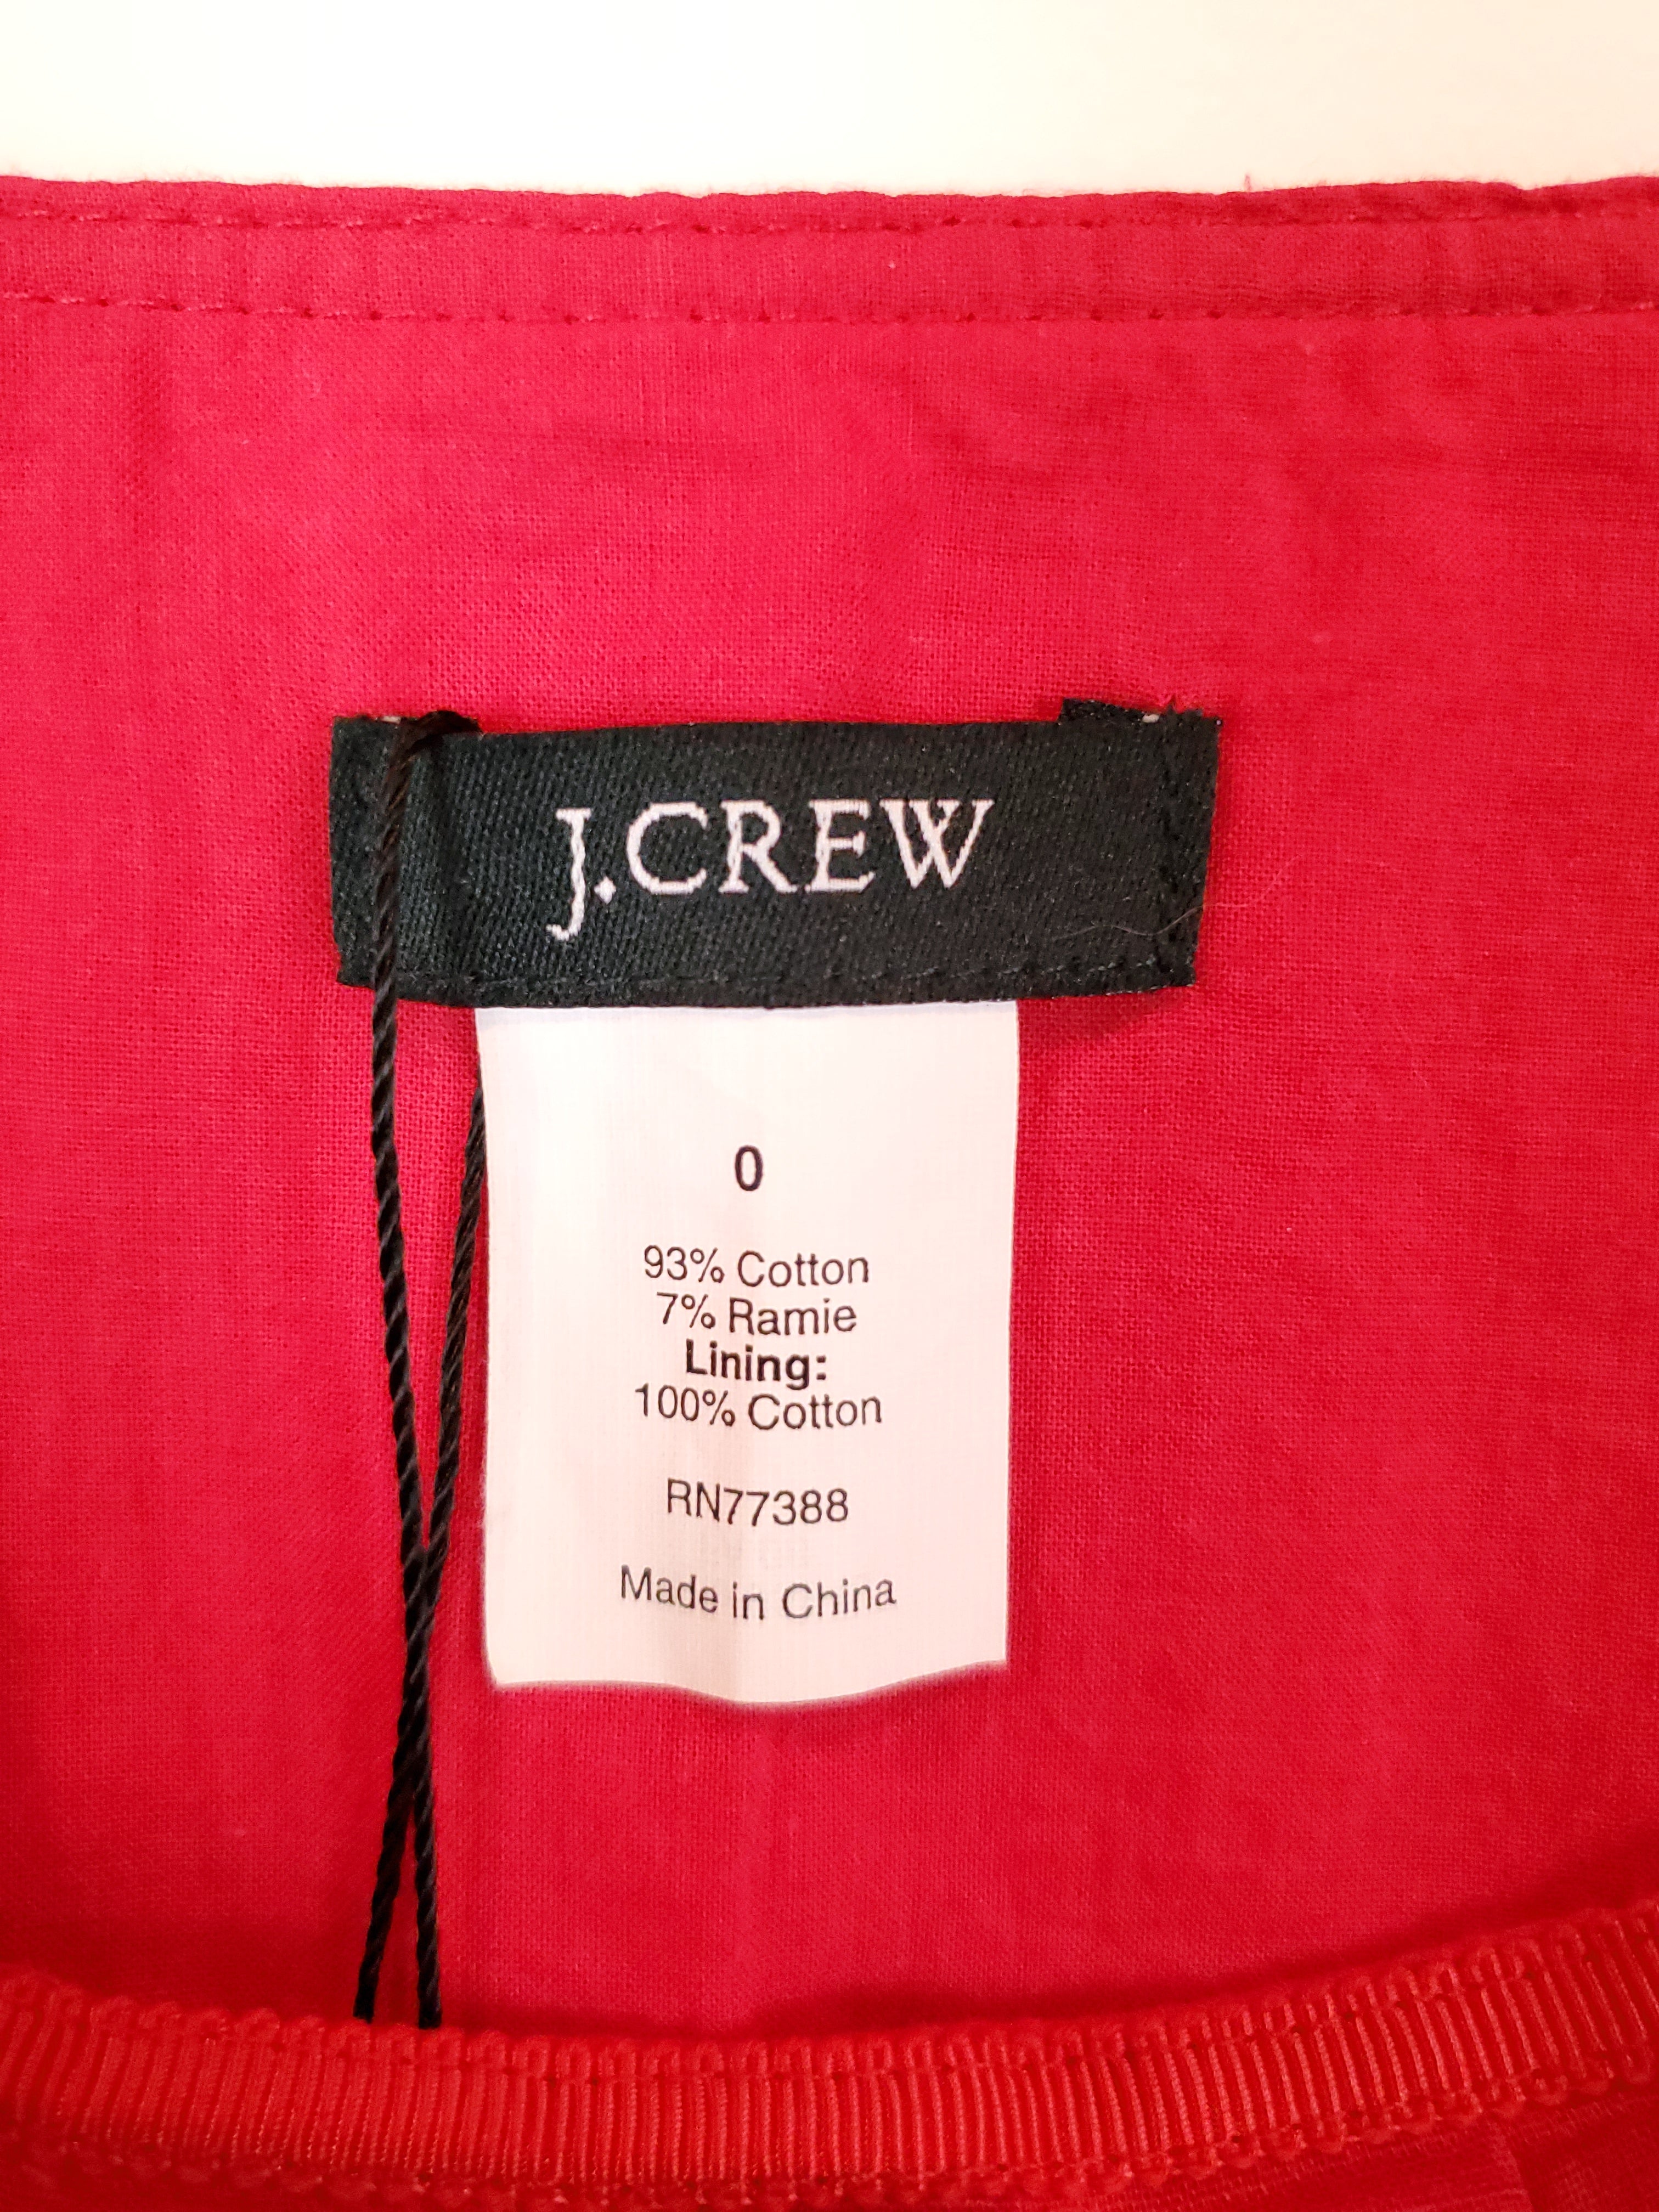 J.CREW
0
93% Cotton
7% Ramie
Lining:
100% Cotton
RN77388
Made in China